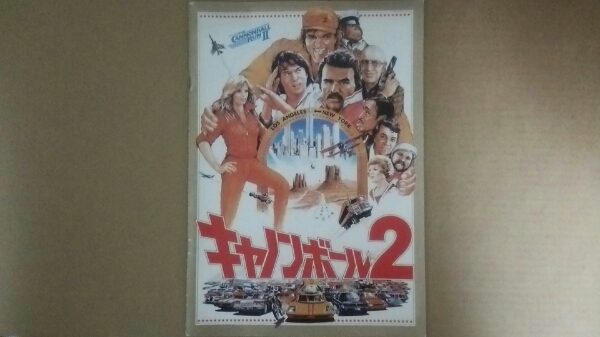 CANNONBALL
RUN II
LOS ANGELES NEW YORK
キャノンボール2